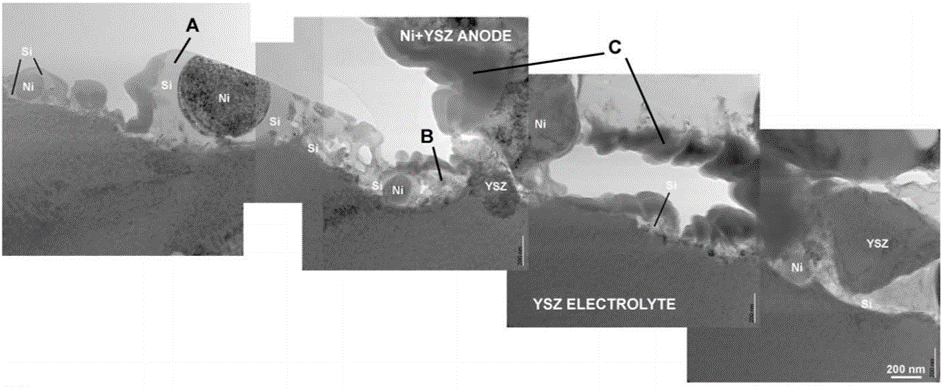 A
Si
Ni
Si
Ni
Si
Si
Ni+YSZ ANODE
B
Si
Ni
YSZ
C
Ni
Si
YSZ ELECTROLYTE
YSZ
Ni
Si
200 nm